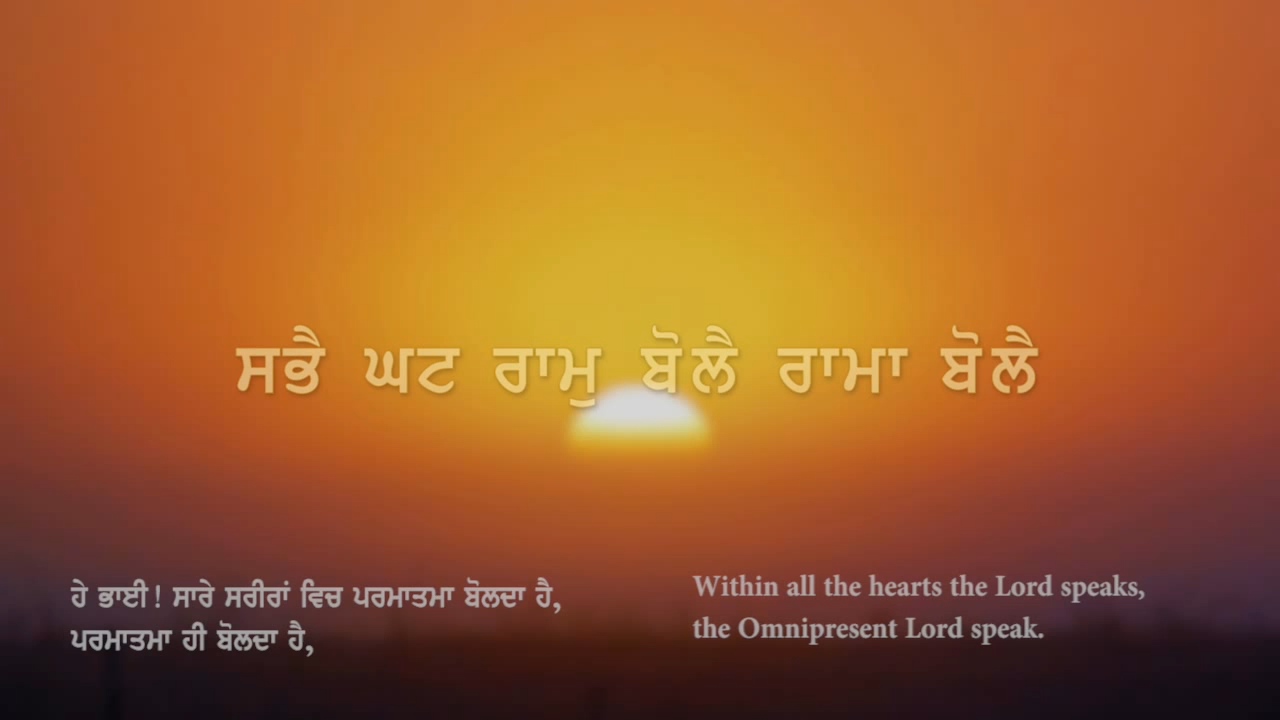 ਸਭੈ ਘਟ ਰਾਮੁ ਬੋਲੈ ਰਾਮਾ ਬੋਲੈ
ਹੇ ਭਾਈ! ਸਾਰੇ ਸਰੀਰਾਂ ਵਿਚ ਪਰਮਾਤਮਾ ਬੋਲਦਾ ਹੈ,
ਪਰਮਾਤਮਾ ਹੀ ਬੋਲਦਾ ਹੈ,
Within all the hearts the Lord speaks,
the Omnipresent Lord speak.